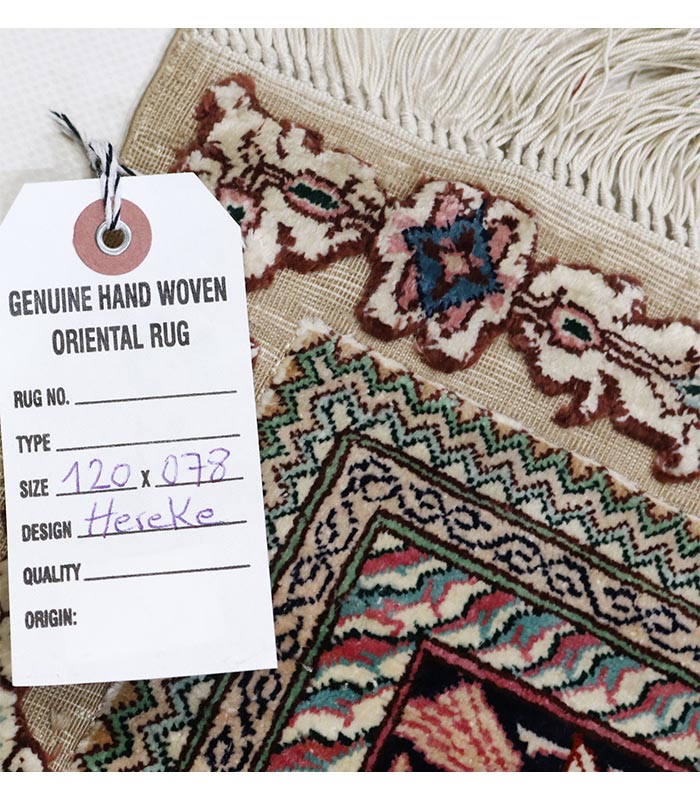 GENUINE HAND WOVEN
ORIENTAL RUG
RUG NO.
TYPE
SIZE 120 X 078
DESIGN Hereke
QUALITY
ORIGIN: